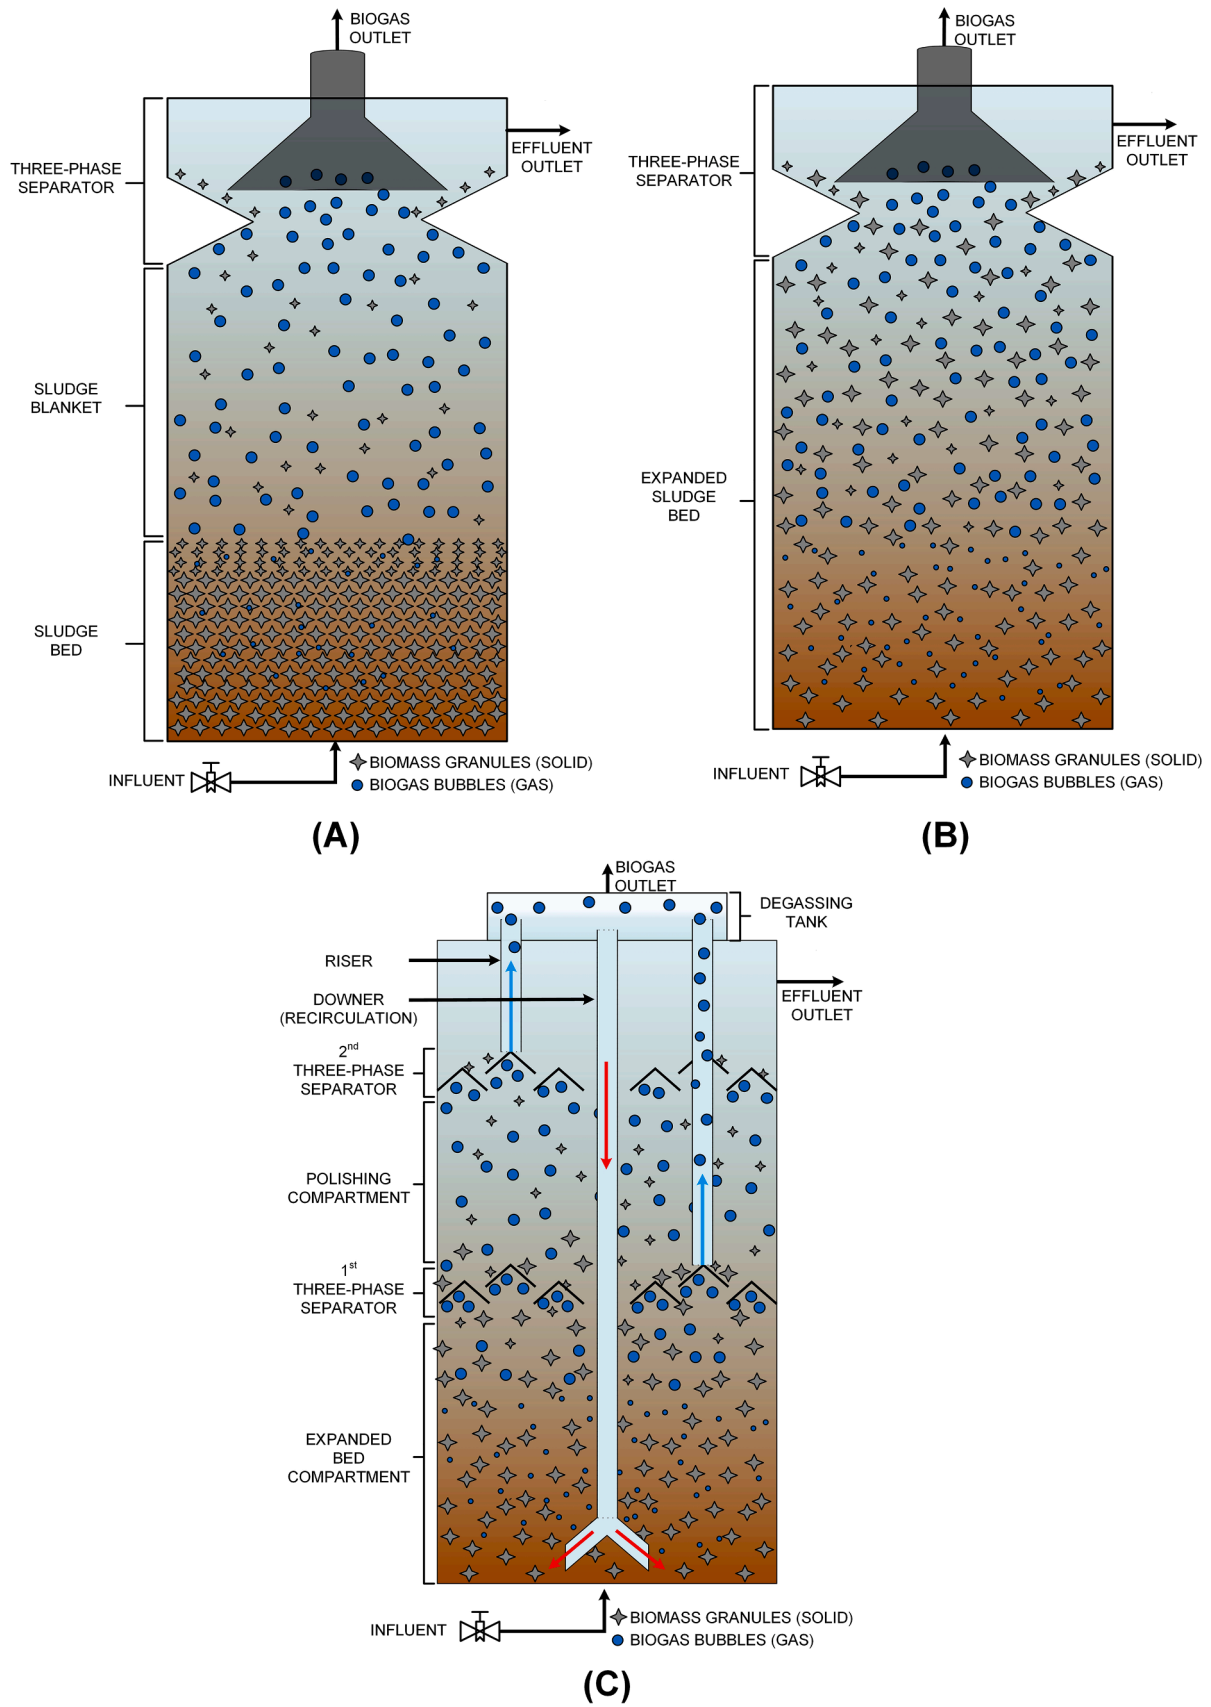 BIOGAS
OUTLET
THREE-PHASE
SEPARATOR
EFFLUENT
OUTLET
SLUDGE
BLANKET
SLUDGE
BED
INFLUENT
BIOMASS GRANULES (SOLID)
BIOGAS BUBBLES (GAS)
(A)
BIOGAS
OUTLET
THREE-PHASE
SEPARATOR
EFFLUENT
OUTLET
EXPANDED
SLUDGE
BED
INFLUENT
BIOMASS GRANULES (SOLID)
BIOGAS BUBBLES (GAS)
(B)
BIOGAS
OUTLET
DEGASSING
TANK
RISER
DOWNER
(RECIRCULATION)
EFFLUENT
OUTLET
2nd
THREE-PHASE
SEPARATOR
POLISHING
COMPARTMENT
1st
THREE-PHASE
SEPARATOR
EXPANDED
BED
COMPARTMENT
INFLUENT
BIOMASS GRANULES (SOLID)
BIOGAS BUBBLES (GAS)
(C)